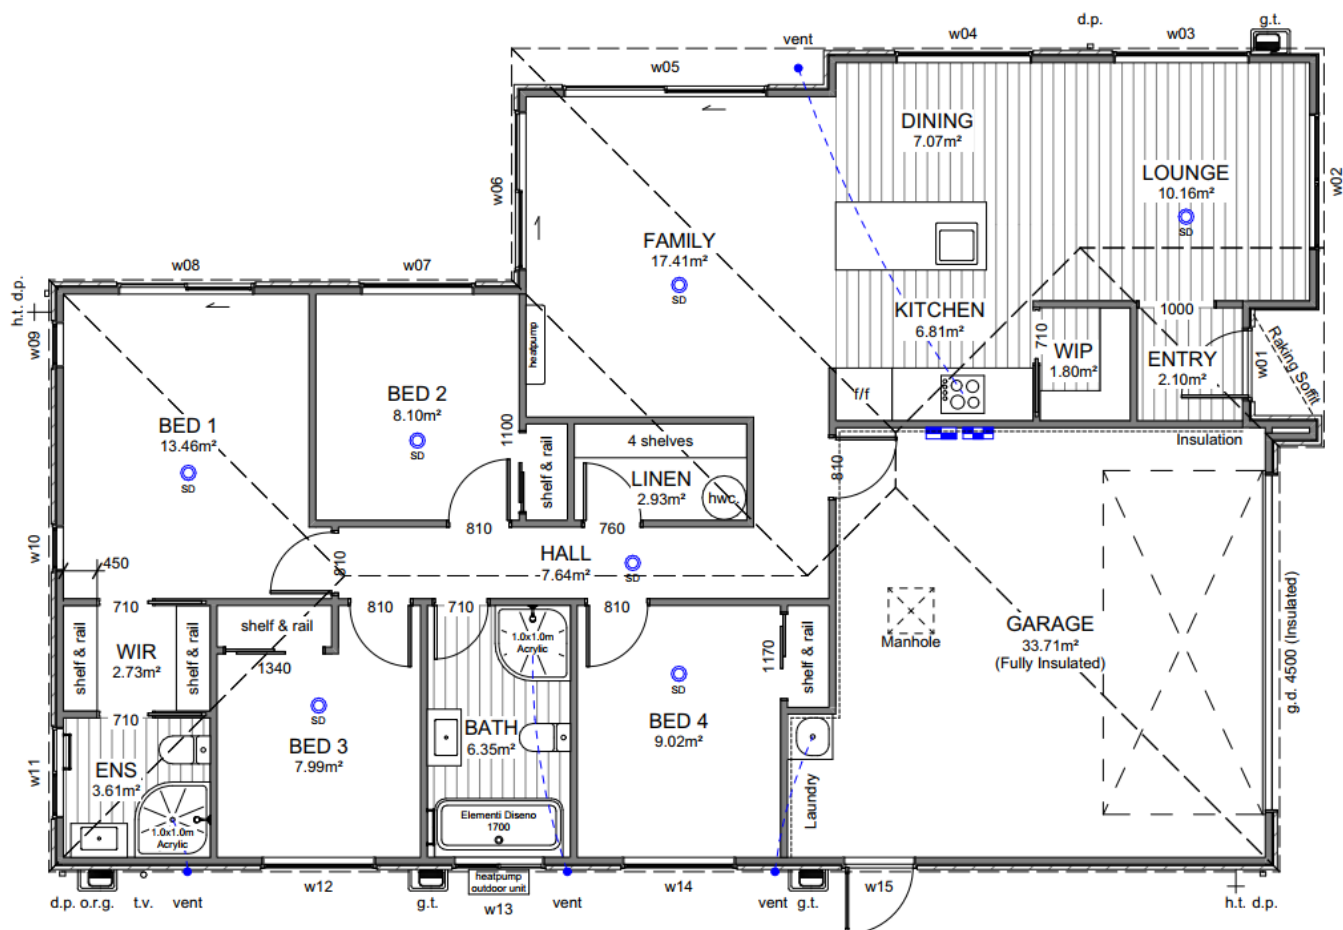 d.p.
g.t.
vent
w04
w03
w05
DINING
7.07m²
LOUNGE
10.16m²
SD
w02
w06
FAMILY
17.41m²
SD
w08
w07
h.t. d.p.
w09
heatpump
KITCHEN
6.81m²
1000
710
WIP
1.80m²
ENTRY
2.10m²
w01
Raking Soffit
BED 2
8.10m²
f/f
BED 1
13.46m²
SD
1100
shelf & rail
4 shelves
LINEN
2.93m²
hwc.
810
Insulation
w10
450
810
810
760
HALL
7.64m²
SD
710
810
710
810
shelf & rail
WIR
2.73m²
shelf & rail
shelf & rail
1340
1.0x1.0m
Acrylic
1170
shelf & rail
Manhole
GARAGE
33.71m²
(Fully Insulated)
g.d. 4500 (Insulated)
SD
SD
710
BED 3
7.99m²
BATH
6.35m²
BED 4
9.02m²
w11
ENS
3.61m²
1.0x1.0m
Acrylic
Elementi Diseno
1700
Laundry
heatpump
outdoor unit
w12
w13
w14
w15
d.p. o.r.g.
t.v.
vent
g.t.
vent
vent
g.t.
h.t. d.p.
SD